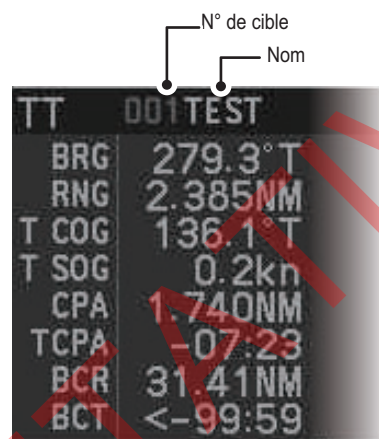 N° de cible
Nom
TT 001TEST
BRG 279.3°T
RNG 2.385NM
T COG 136.1°T
T SOG 0.2kn
CPA 1.740NM
TCPA -07:23
BCR 31.41NM
BCT <-99:59